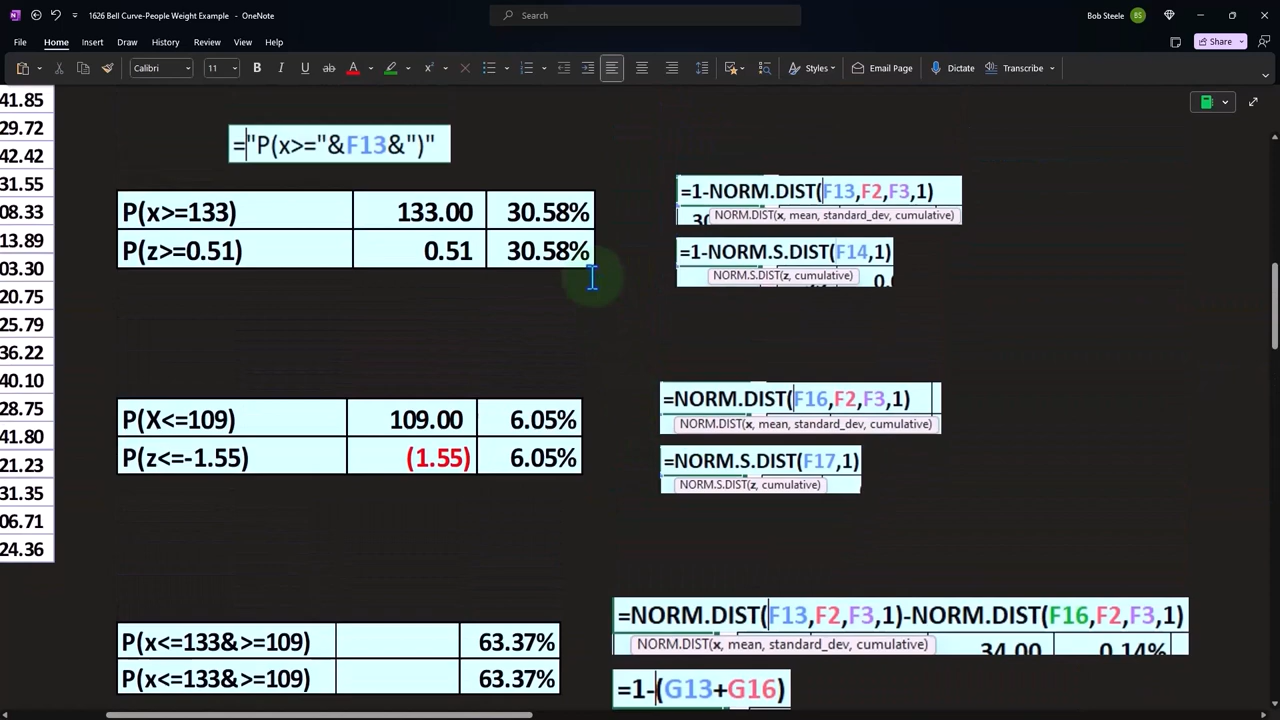 1626 Bell Curve-People Weight Example - OneNote
Search
Bob Steele
BS
File Home Insert Draw History Review View Help
Share
Calibri 11 B I U ab A x Styles Email Page Dictate Transcribe
41.85
29.72
42.42
31.55
08.33
13.89
03.30
20.75
25.79
36.22
40.10
28.75
41.80
21.23
31.35
06.71
24.36
="P(x>="&F13&")"
P(x>=133) 133.00 30.58%
P(z>=0.51) 0.51 30.58%
=1-NORM.DIST(F13,F2,F3,1)
NORM.DIST(x, mean, standard_dev, cumulative)
=1-NORM.S.DIST(F14,1)
NORM.S.DIST(z, cumulative)
P(X<=109) 109.00 6.05%
P(z<=-1.55) (1.55) 6.05%
=NORM.DIST(F16,F2,F3,1)
NORM.DIST(x, mean, standard_dev, cumulative)
=NORM.S.DIST(F17,1)
NORM.S.DIST(z, cumulative)
P(x<=133&>=109) 63.37%
P(x<=133&>=109) 63.37%
=NORM.DIST(F13,F2,F3,1)-NORM.DIST(F16,F2,F3,1)
NORM.DIST(x, mean, standard_dev, cumulative) 34.00 0.14%
=1-(G13+G16)